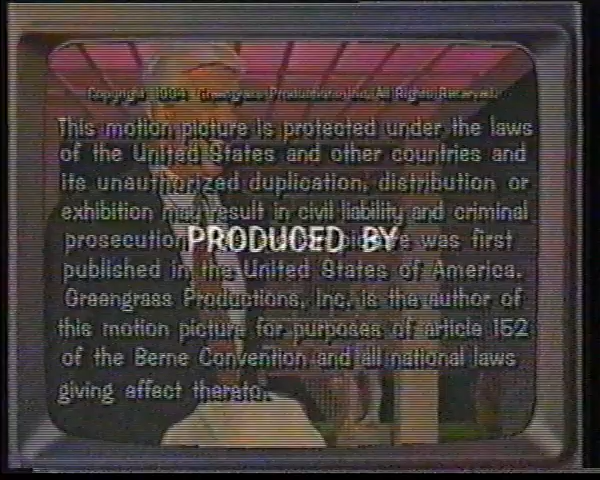 Copyright 1994 Greengrass Productions, Inc. All Rights Reserved.
This motion picture is protected under the laws
of the United States and other countries and
its unauthorized duplication, distribution or
exhibition may result in civil liability and criminal
prosecution
PRODUCED BY
was first
published in the United States of America.
Greengrass Productions, Inc. is the author of
this motion picture for purposes of article 152
of the Berne Convention and all national laws
giving effect thereto.